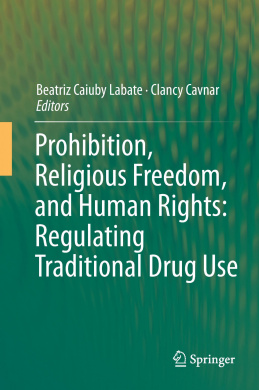 Beatriz Caiuby Labate · Clancy Cavnar
Editors
Prohibition,
Religious Freedom,
and Human Rights:
Regulating
Traditional Drug Use
Springer